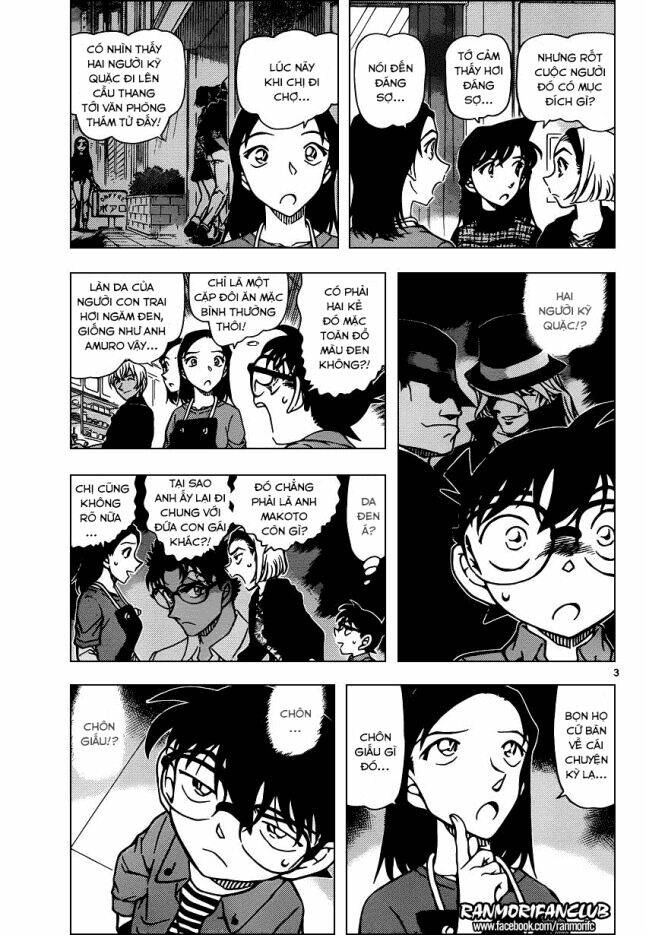 NHƯNG RỐT
CUỘC NGƯỜI
ĐÓ CÓ MỤC
ĐÍCH GÌ?
TỚ CẢM
THẤY HƠI
ĐÁNG
SỢ...
NÓI ĐẾN
ĐÁNG
SỢ...
LÚC NÃY
KHI CHỊ ĐI
CHỢ...
CÓ NHÌN THẤY
HAI NGƯỜI KỲ
QUẶC ĐI LÊN
CẦU THANG
TỚI VĂN PHÒNG
THÁM TỬ ĐẤY!
ポアロ
HAI
NGƯỜI KỲ
QUẶC!?
CÓ PHẢI
HAI KẺ
ĐÓ MẶC
TOÀN ĐỒ
MÀU ĐEN
KHÔNG?!
CHỈ LÀ MỘT
CẶP ĐÔI ĂN MẶC
BÌNH THƯỜNG
THÔI!
LÀN DA CỦA
NGƯỜI CON TRAI
HƠI NGĂM ĐEN,
GIỐNG NHƯ ANH
AMURO VẬY...
DA
ĐEN
Ā?
ĐÓ CHẲNG
PHẢI LÀ ANH
MAKOTO
CÒN GÌ?
TẠI SAO
ANH ẤY LẠI ĐI
CHUNG VỚI
ĐỨA CON GÁI
KHÁC?!
CHỊ CŨNG
KHÔNG
RÕ NỮA
...
3
BỌN HỌ
CỨ BÀN
VỀ CÁI
CHUYỆN
KỲ LẠ...
CHÔN
GIẤU GÌ
ĐÓ...
CHÔN
...
CHÔN
GIẤU!?
RANMORIFANCLUB
www.facebook.com/ranmorifc